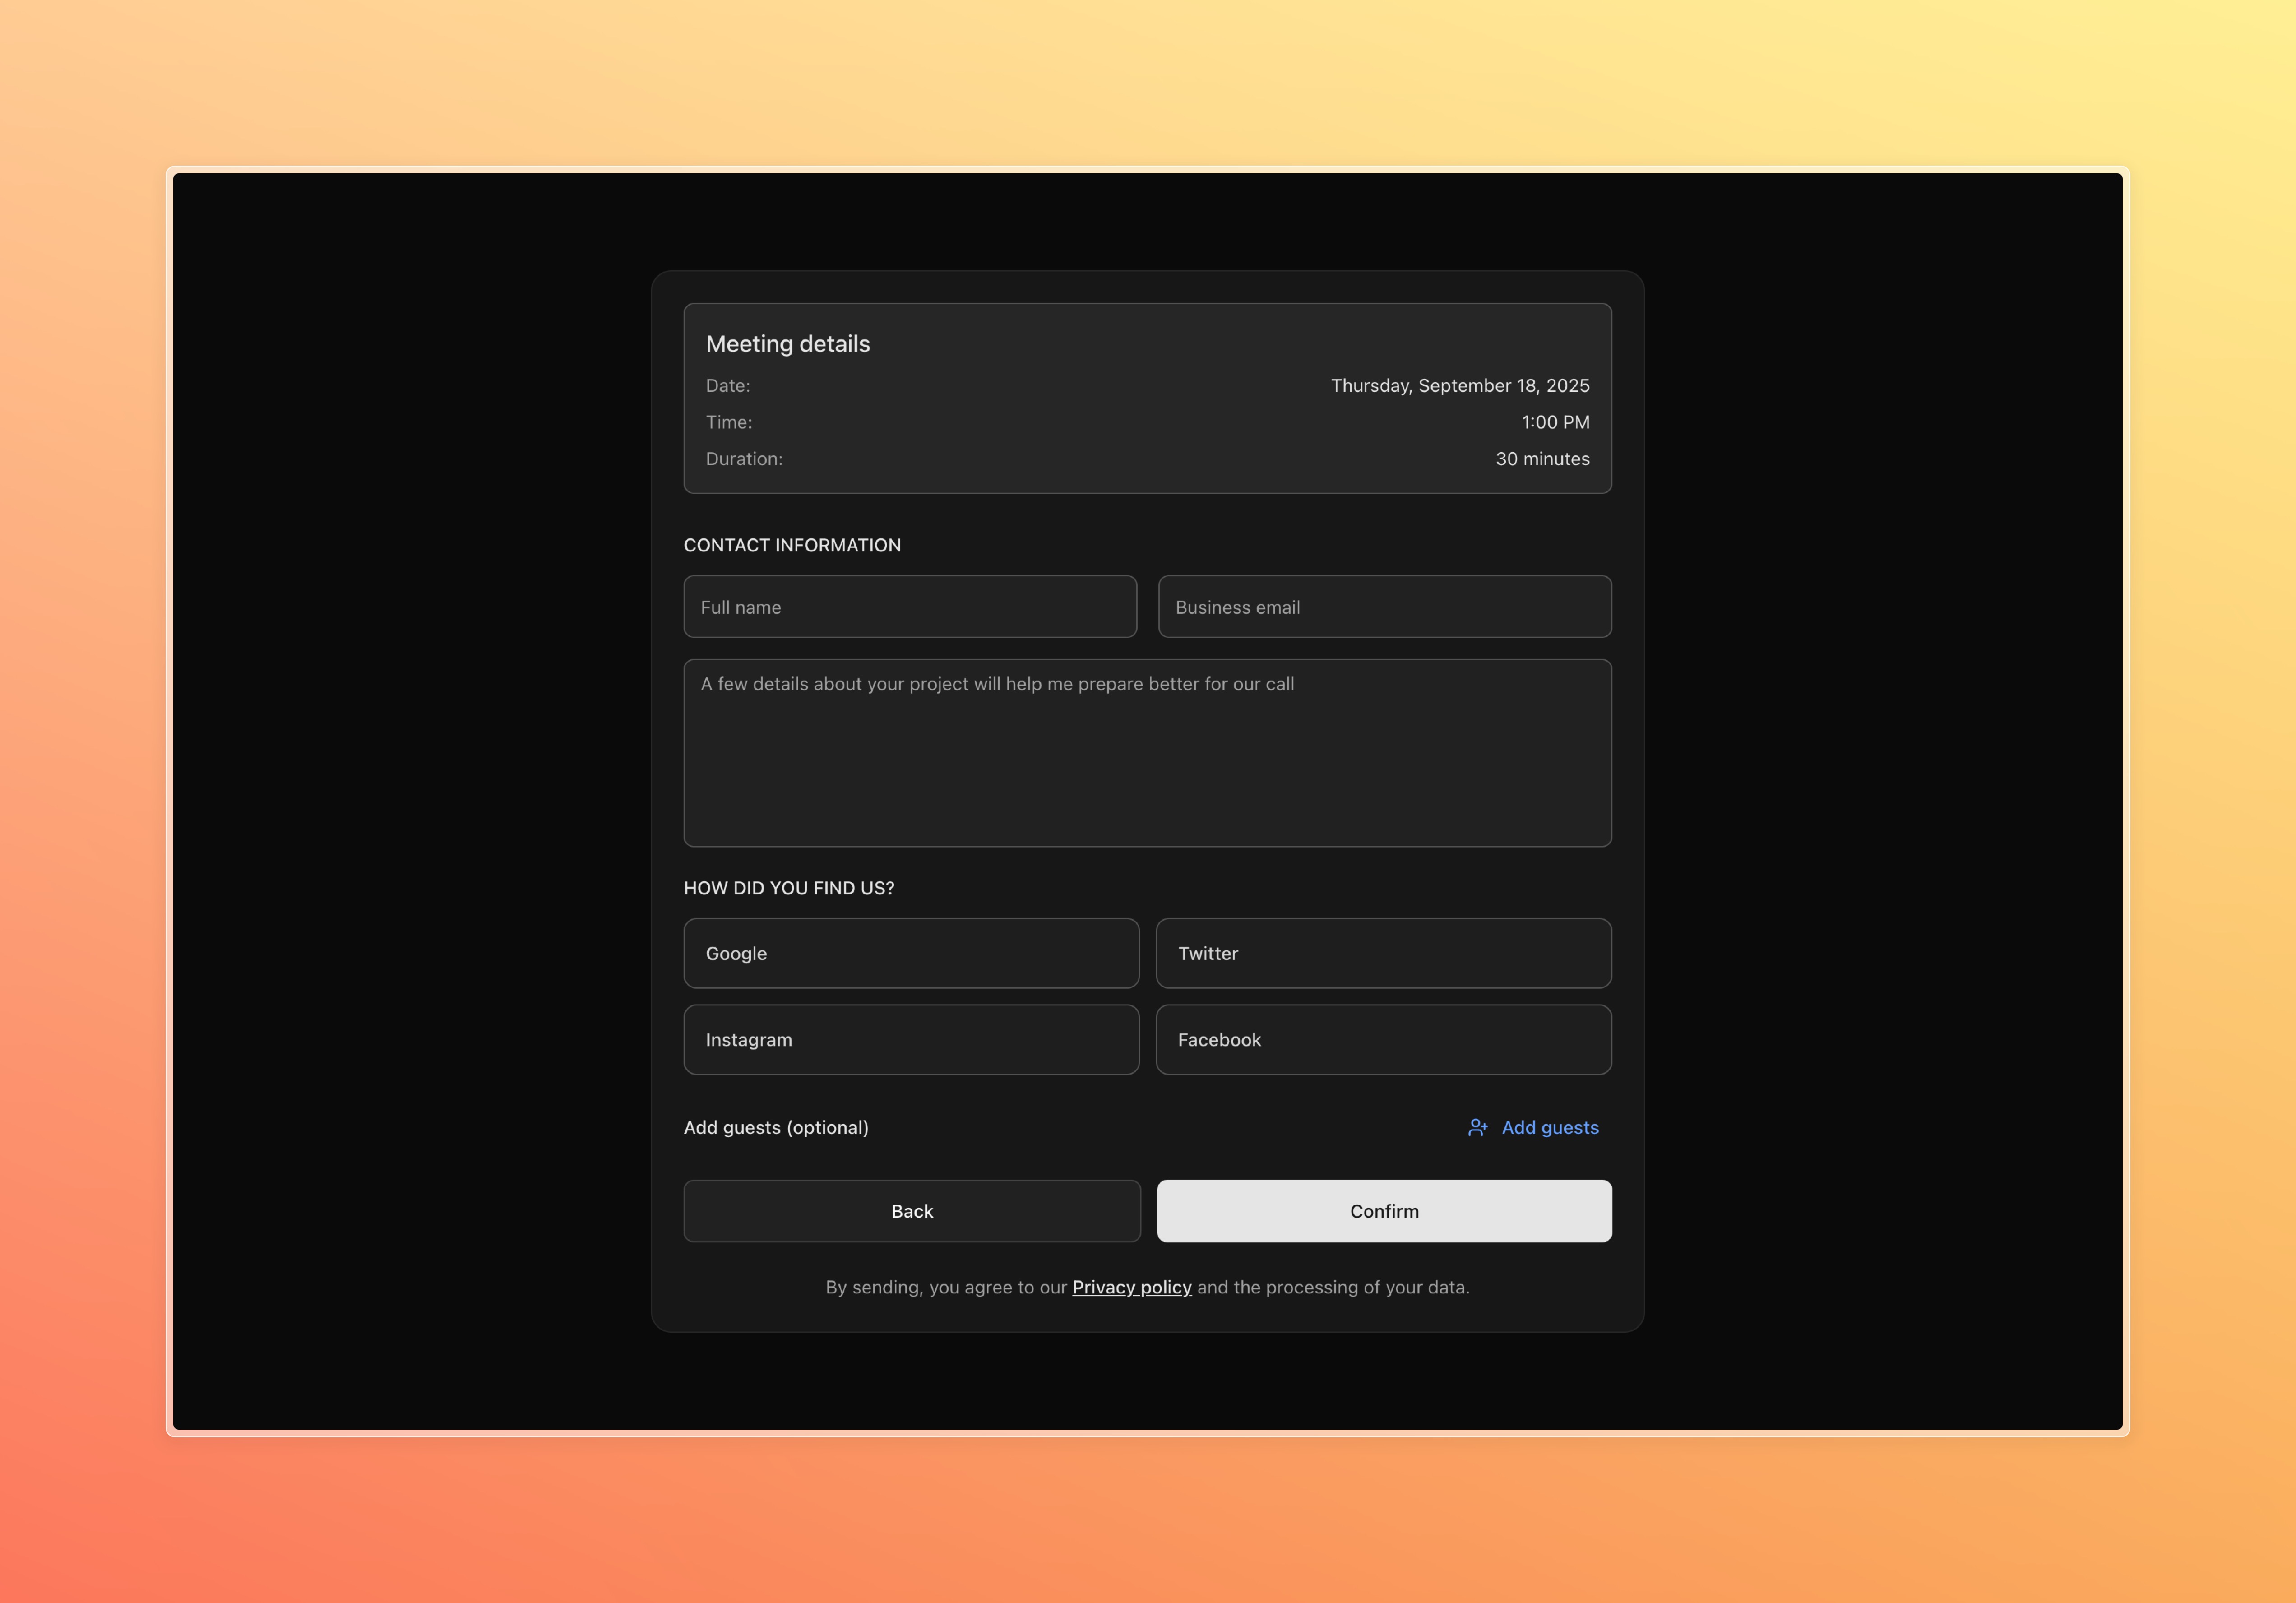 Meeting details
Date: Thursday, September 18, 2025
Time: 1:00 PM
Duration: 30 minutes
CONTACT INFORMATION
Full name Business email
A few details about your project will help me prepare better for our call
HOW DID YOU FIND US?
Google Twitter
Instagram Facebook
Add guests (optional) Add guests
Back Confirm
By sending, you agree to our Privacy policy and the processing of your data.